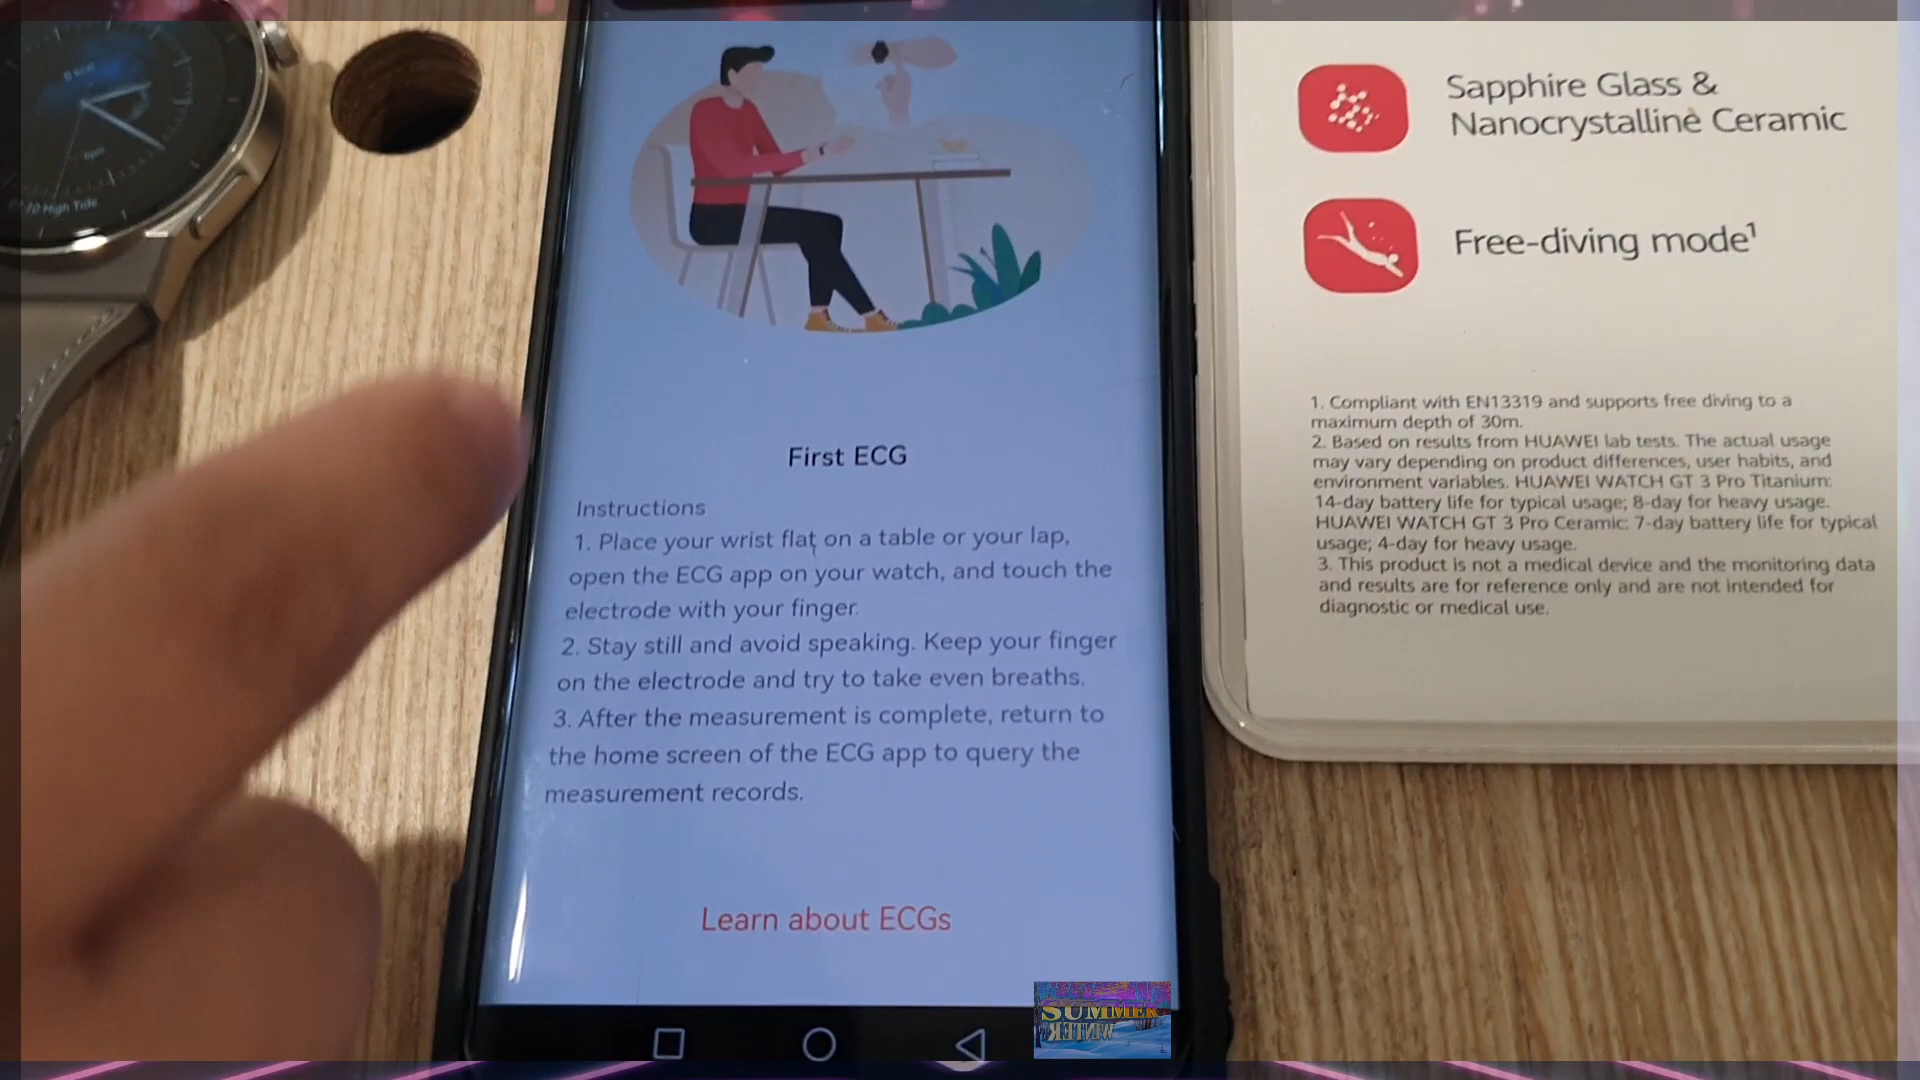 High Tide
First ECG
Instructions
1. Place your wrist flat on a table or your lap,
open the ECG app on your watch, and touch the
electrode with your finger.
2. Stay still and avoid speaking. Keep your finger
on the electrode and try to take even breaths.
3. After the measurement is complete, return to
the home screen of the ECG app to query the
measurement records.
Learn about ECGs
Sapphire Glass &
Nanocrystalline Ceramic
Free-diving mode¹
1. Compliant with EN13319 and supports free diving to a
maximum depth of 30m.
2. Based on results from HUAWEI lab tests. The actual usage
may vary depending on product differences, user habits, and
environment variables. HUAWEI WATCH GT 3 Pro Titanium:
14-day battery life for typical usage; 8-day for heavy usage.
HUAWEI WATCH GT 3 Pro Ceramic: 7-day battery life for typical
usage; 4-day for heavy usage.
3. This product is not a medical device and the monitoring data
and results are for reference only and are not intended for
diagnostic or medical use.
SUMMER
WINTER